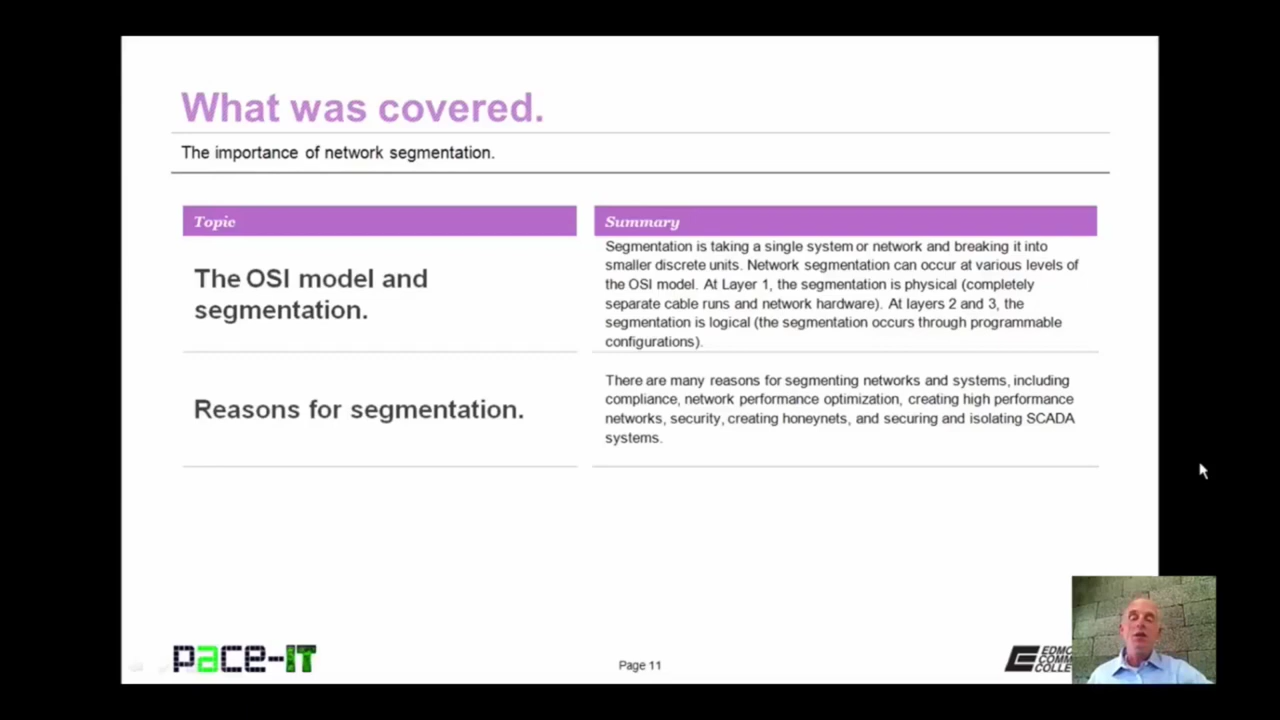 What was covered.
The importance of network segmentation.
Topic
Summary
The OSI model and
segmentation.
Segmentation is taking a single system or network and breaking it into
smaller discrete units. Network segmentation can occur at various levels of
the OSI model. At Layer 1, the segmentation is physical (completely
separate cable runs and network hardware). At layers 2 and 3, the
segmentation is logical (the segmentation occurs through programmable
configurations).
Reasons for segmentation.
There are many reasons for segmenting networks and systems, including
compliance, network performance optimization, creating high performance
networks, security, creating honeynets, and securing and isolating SCADA
systems.
pace-IT
Page 11